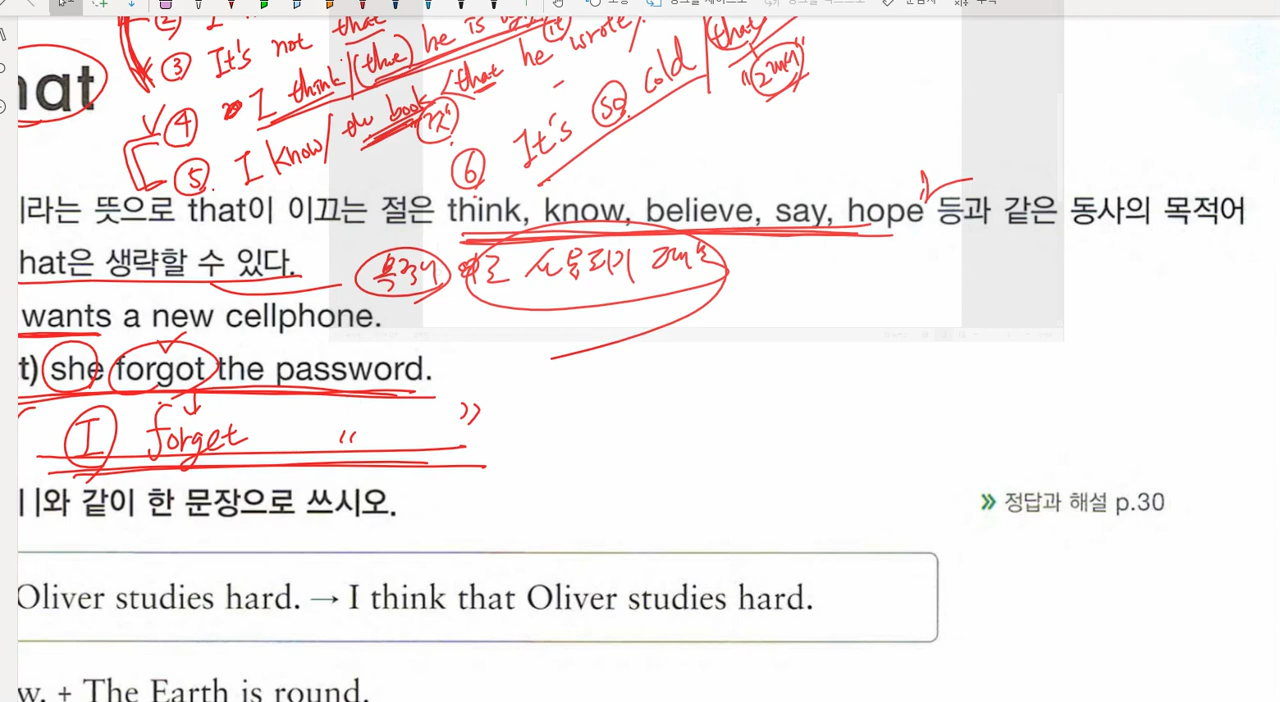 ③ It's not that
④ I think/(that) he is
⑤ I know/the book<that he wrote/
⑥ It's so cold/that
hat
라는 뜻으로 that이 이끄는 절은 think, know, believe, say, hope 등과 같은 동사의 목적어
hat은 생략할 수 있다.
목적어
wants a new cellphone.
t) she forgot the password.
I forget " "
와 같이 한 문장으로 쓰시오.
» 정답과 해설 p.30
Oliver studies hard. → I think that Oliver studies hard.
w. + The Earth is round.